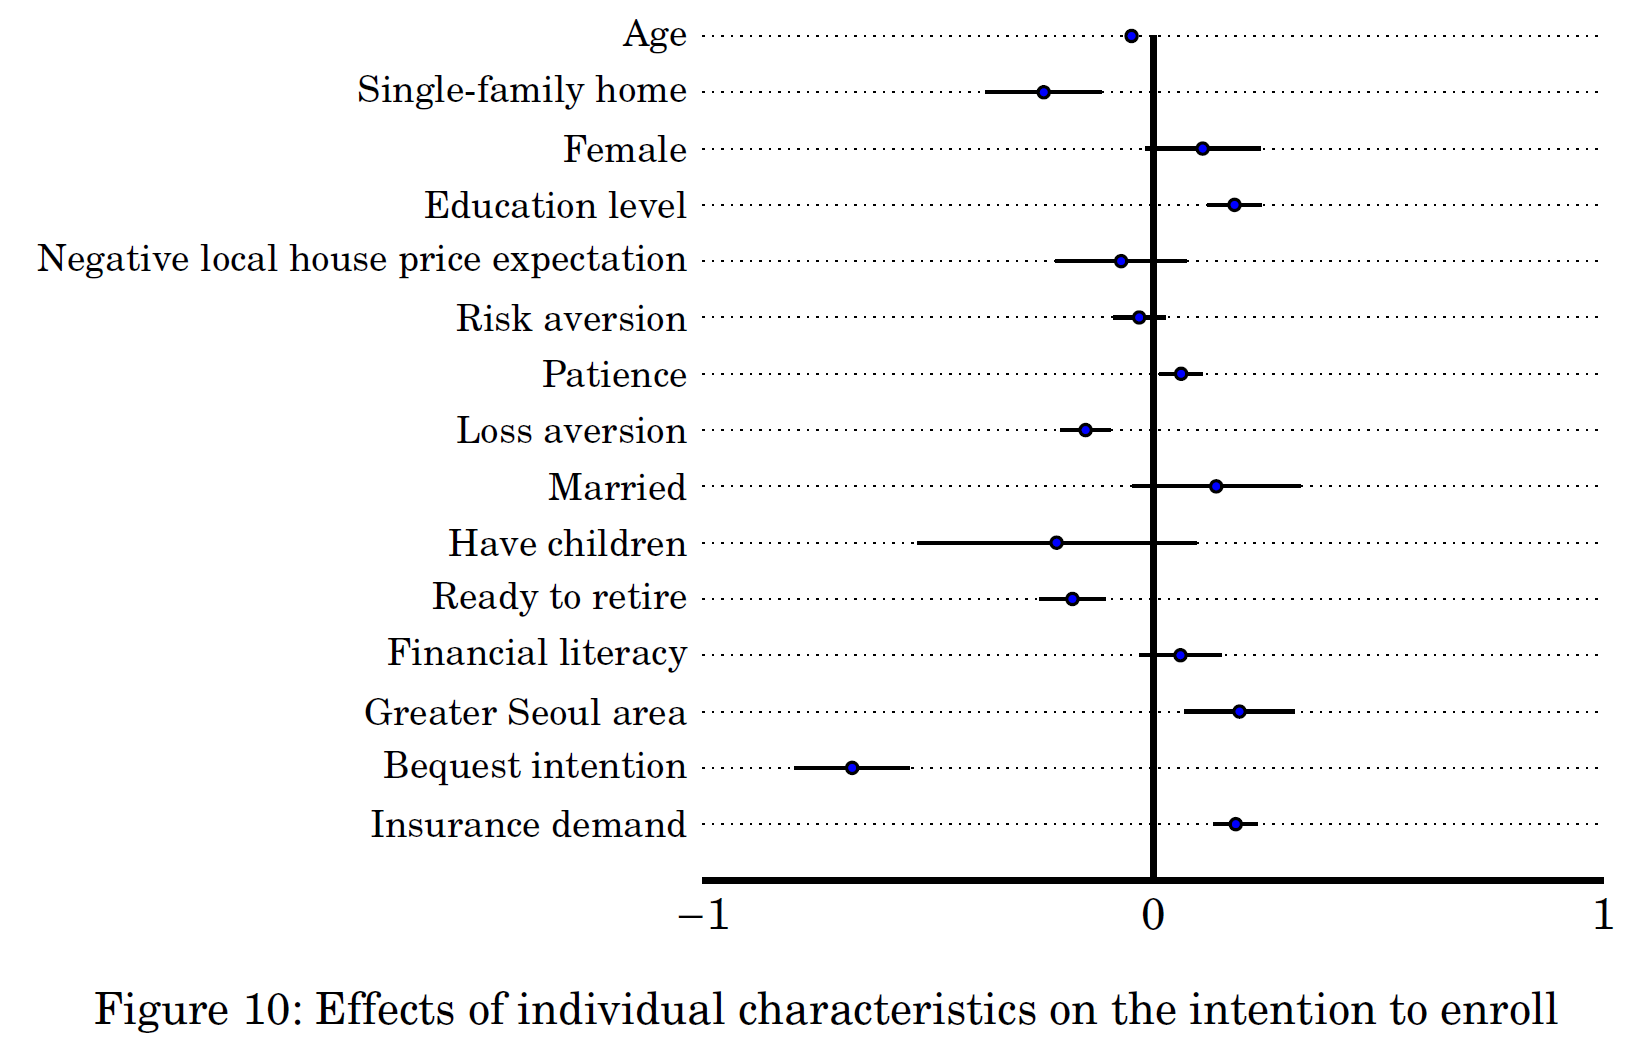 Age
Single-family home
Female
Education level
Negative local house price expectation
Risk aversion
Patience
Loss aversion
Married
Have children
Ready to retire
Financial literacy
Greater Seoul area
Bequest intention
Insurance demand
−1 0 1
Figure 10: Effects of individual characteristics on the intention to enroll